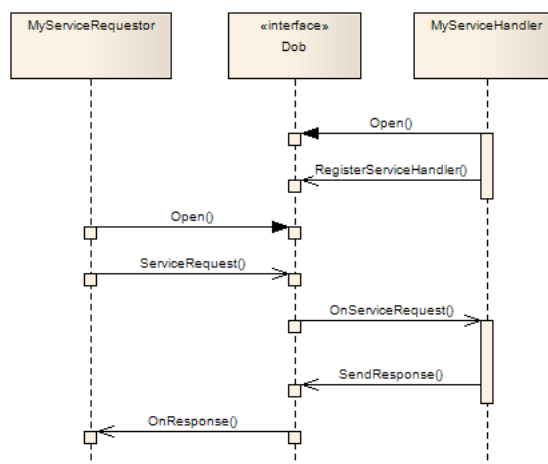 MyServiceRequestor
«interface»
Dob
MyServiceHandler
Open()
RegisterServiceHandler()
Open()
ServiceRequest()
OnServiceRequest()
SendResponse()
OnResponse()